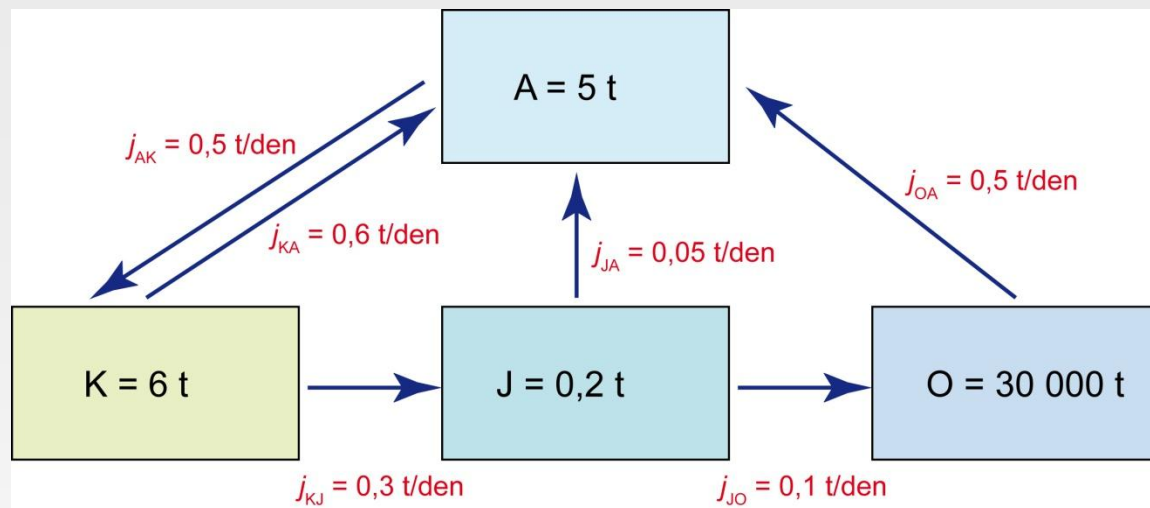 A = 5 t
j_AK = 0,5 t/den
j_OA = 0,5 t/den
j_KA = 0,6 t/den
j_JA = 0,05 t/den
K = 6 t
J = 0,2 t
O = 30 000 t
j_KJ = 0,3 t/den
j_JO = 0,1 t/den